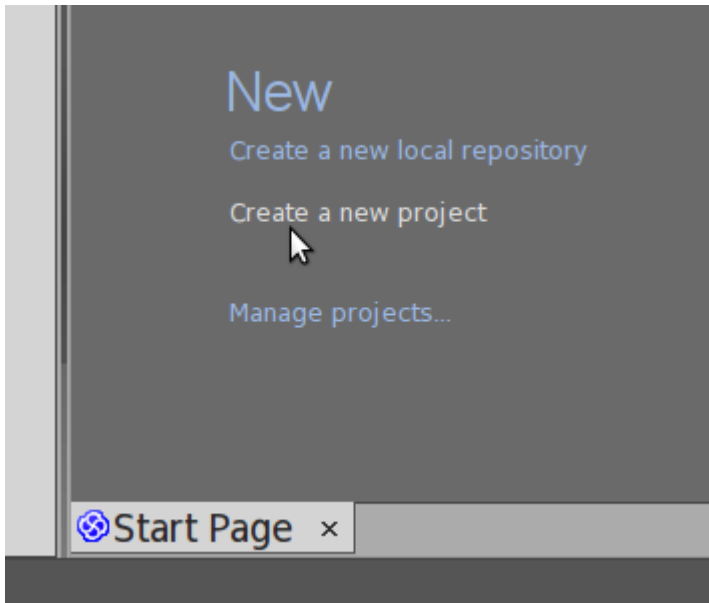 New
Create a new local repository
Create a new project
Manage projects...
Start Page ×